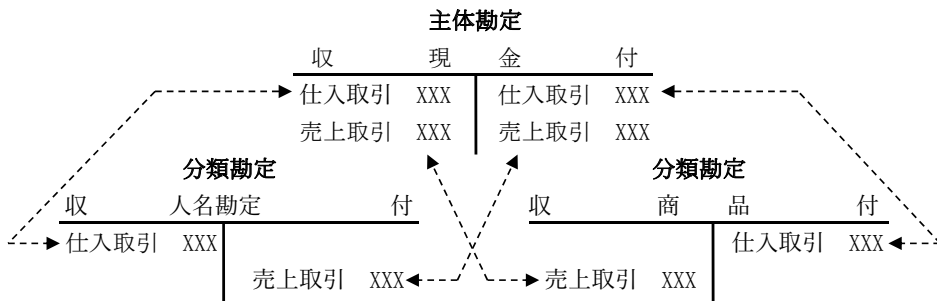 主体勘定
収 現 金 付
仕入取引 XXX 仕入取引 XXX
売上取引 XXX 売上取引 XXX
分類勘定 分類勘定
収 人名勘定 付 収 商 品 付
仕入取引 XXX 仕入取引 XXX
売上取引 XXX 売上取引 XXX